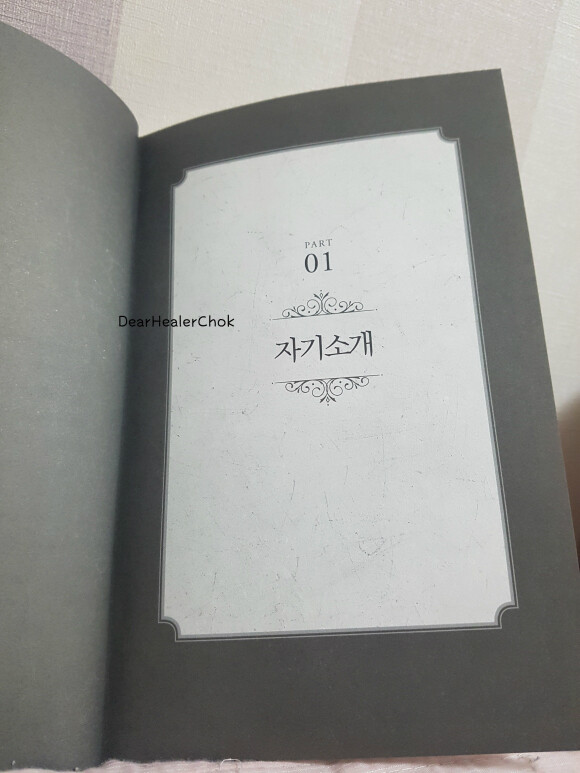 PART
01
DearHealerChok
자기소개